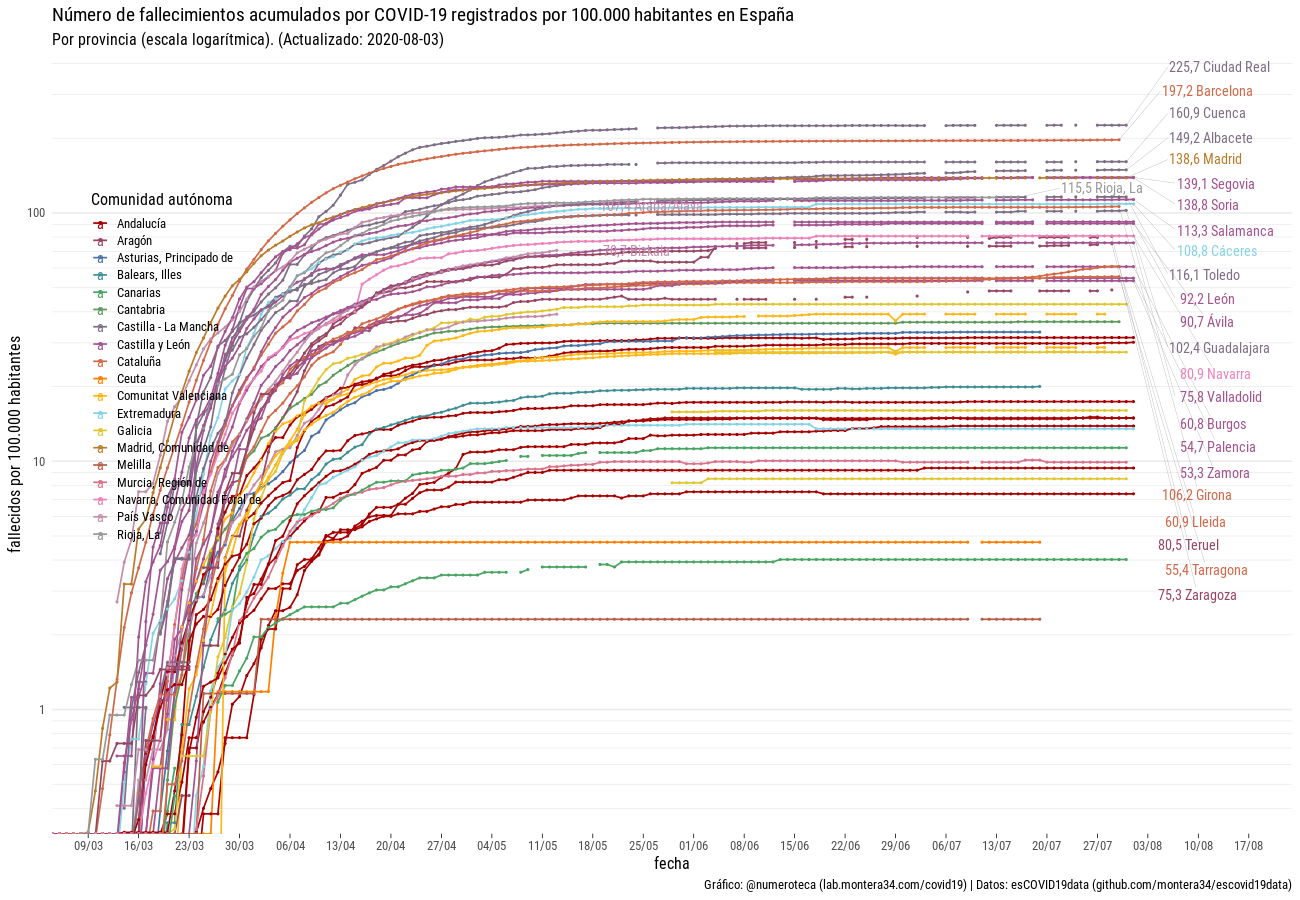 Número de fallecimientos acumulados por COVID-19 registrados por 100.000 habitantes en España
Por provincia (escala logarítmica). (Actualizado: 2020-08-03)
fallecidos por 100.000 habitantes
100
10
1
Comunidad autónoma
Andalucía
Aragón
Asturias, Principado de
Balears, Illes
Canarias
Cantabria
Castilla - La Mancha
Castilla y León
Cataluña
Ceuta
Comunitat Valenciana
Extremadura
Galicia
Madrid, Comunidad de
Melilla
Murcia, Región de
Navarra, Comunidad Foral de
País Vasco
Rioja, La
225,7 Ciudad Real
197,2 Barcelona
160,9 Cuenca
149,2 Albacete
138,6 Madrid
139,1 Segovia
115,5 Rioja, La
138,8 Soria
113,3 Salamanca
108,8 Cáceres
116,1 Toledo
92,2 León
90,7 Ávila
102,4 Guadalajara
80,9 Navarra
75,8 Valladolid
60,8 Burgos
54,7 Palencia
53,3 Zamora
106,2 Girona
60,9 Lleida
80,5 Teruel
55,4 Tarragona
75,3 Zaragoza
Bizkaia
09/03 16/03 23/03 30/03 06/04 13/04 20/04 27/04 04/05 11/05 18/05 25/05 01/06 08/06 15/06 22/06 29/06 06/07 13/07 20/07 27/07 03/08 10/08 17/08
fecha
Gráfico: @numeroteca (lab.montera34.com/covid19) | Datos: esCOVID19data (github.com/montera34/escovid19data)